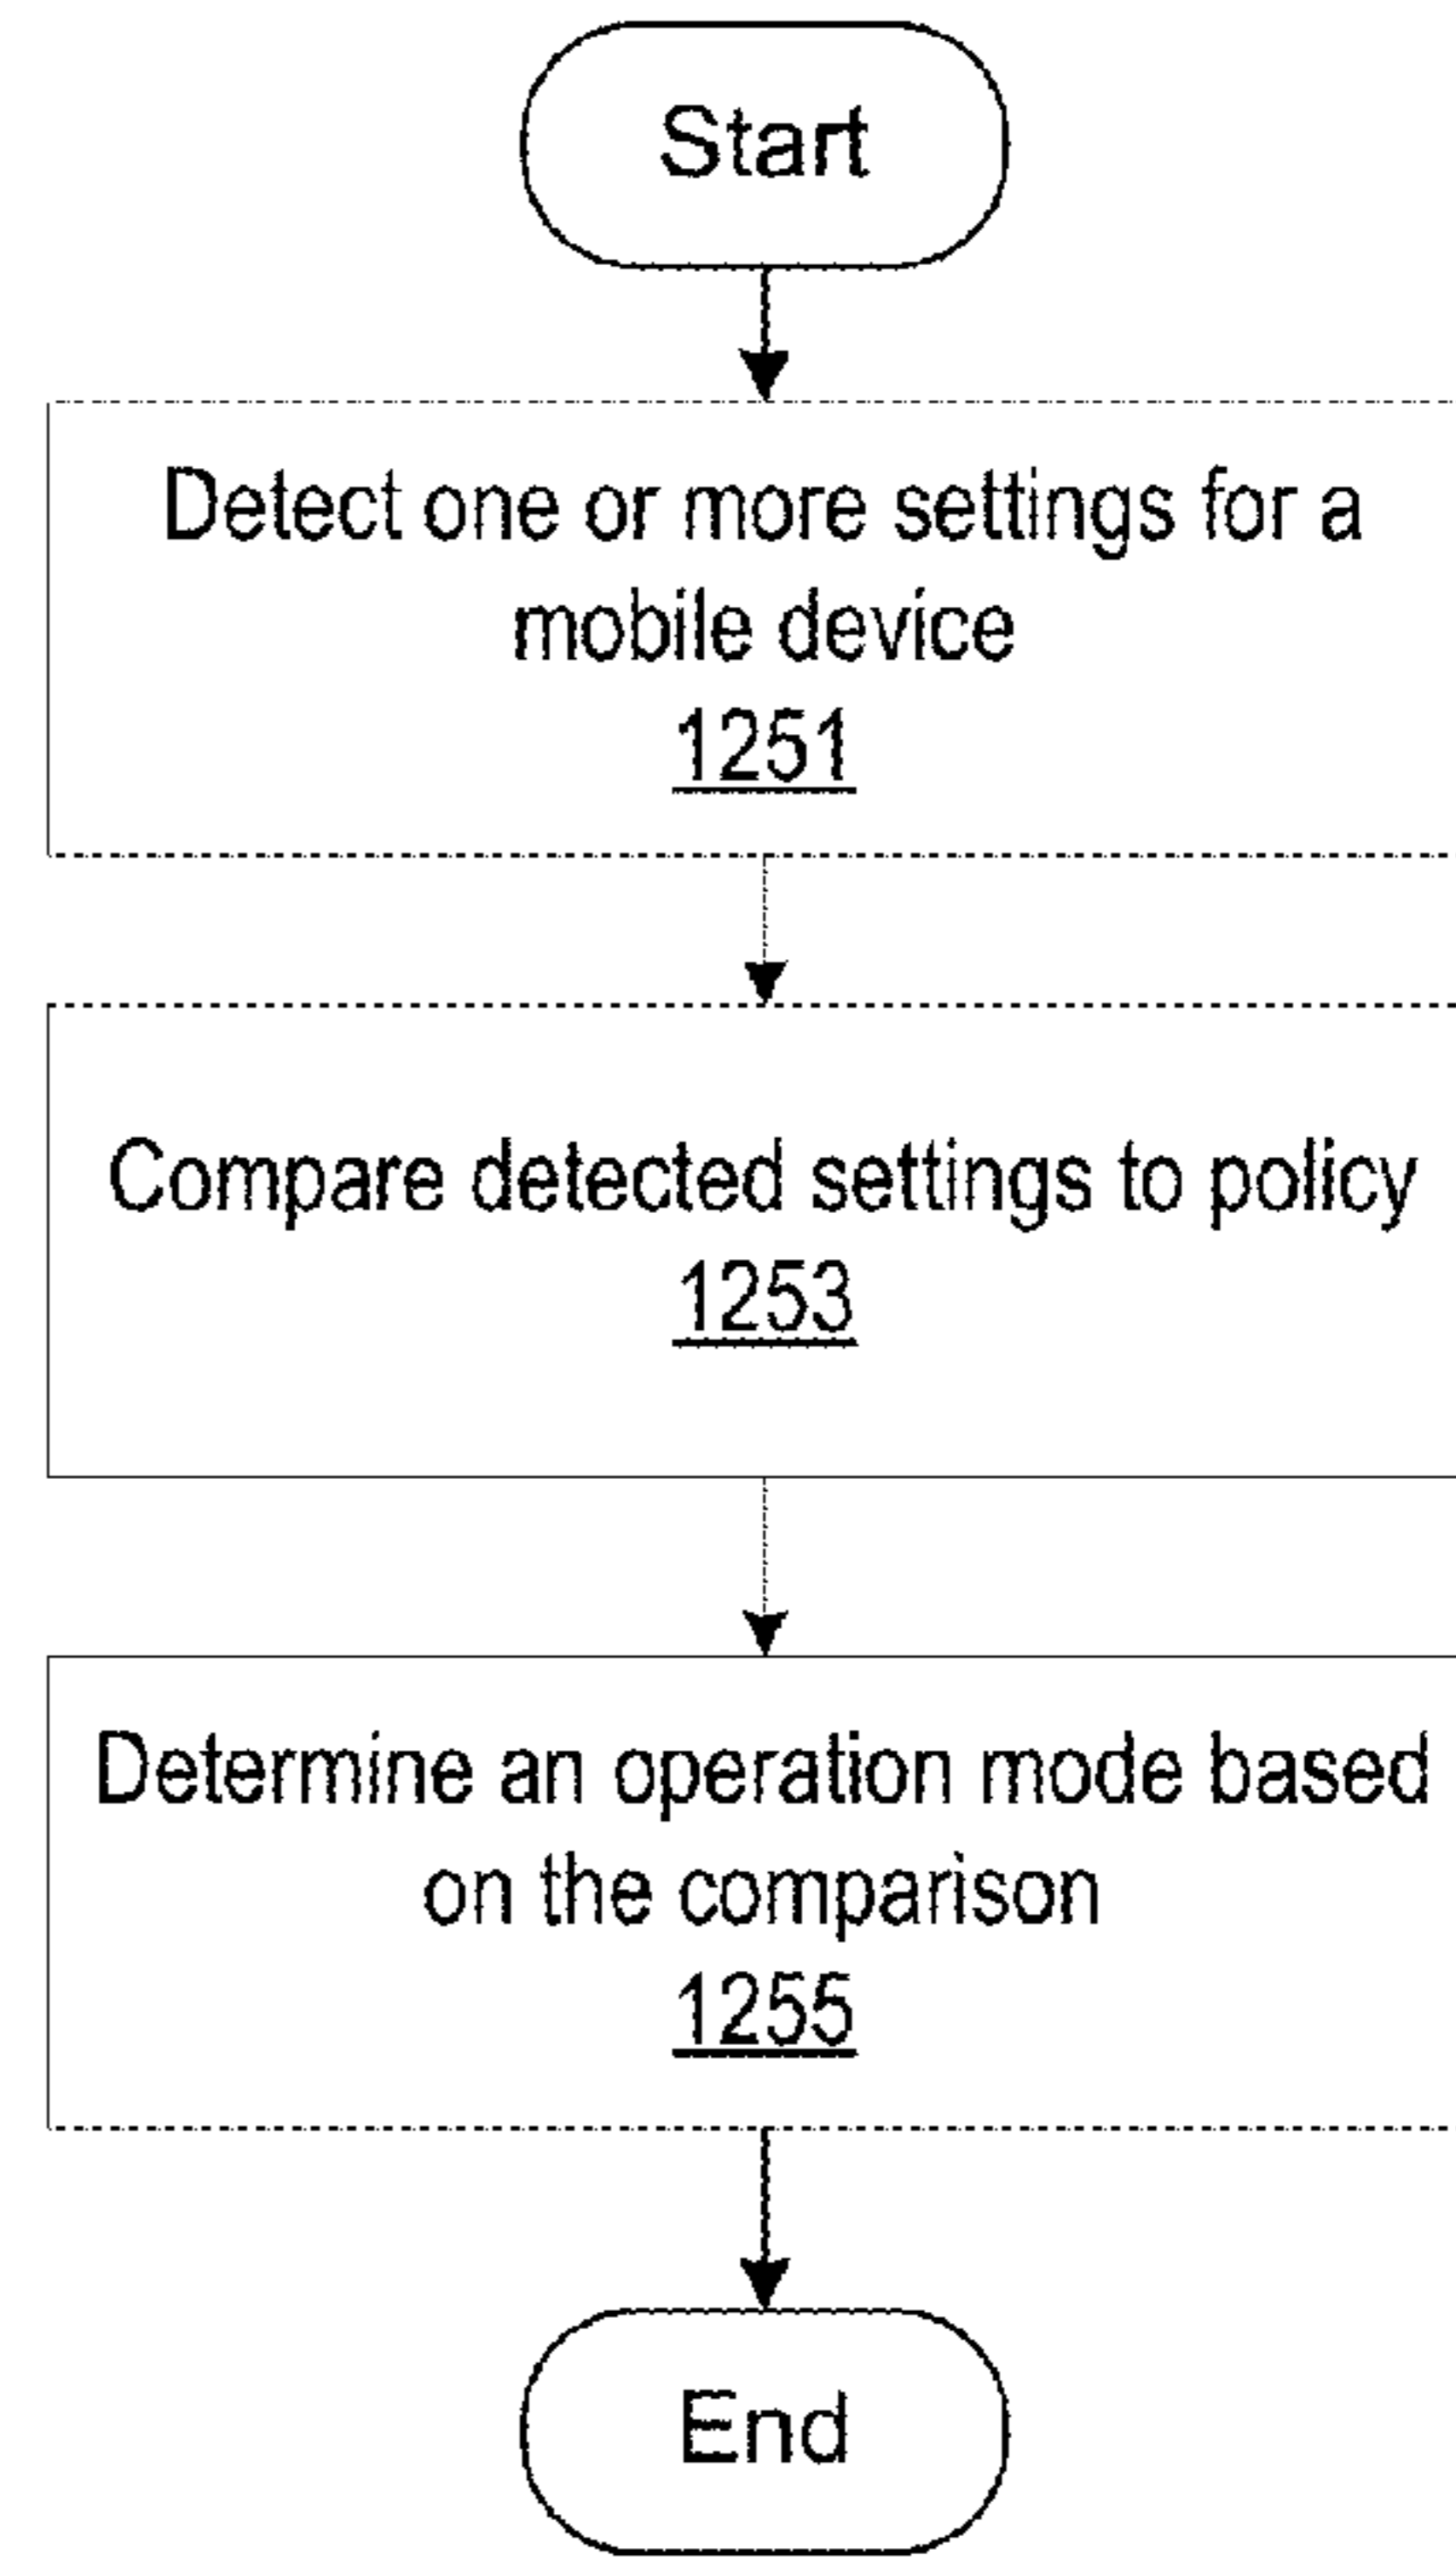 Start
Detect one or more settings for a
mobile device
1251
Compare detected settings to policy
1253
Determine an operation mode based
on the comparison
1255
End